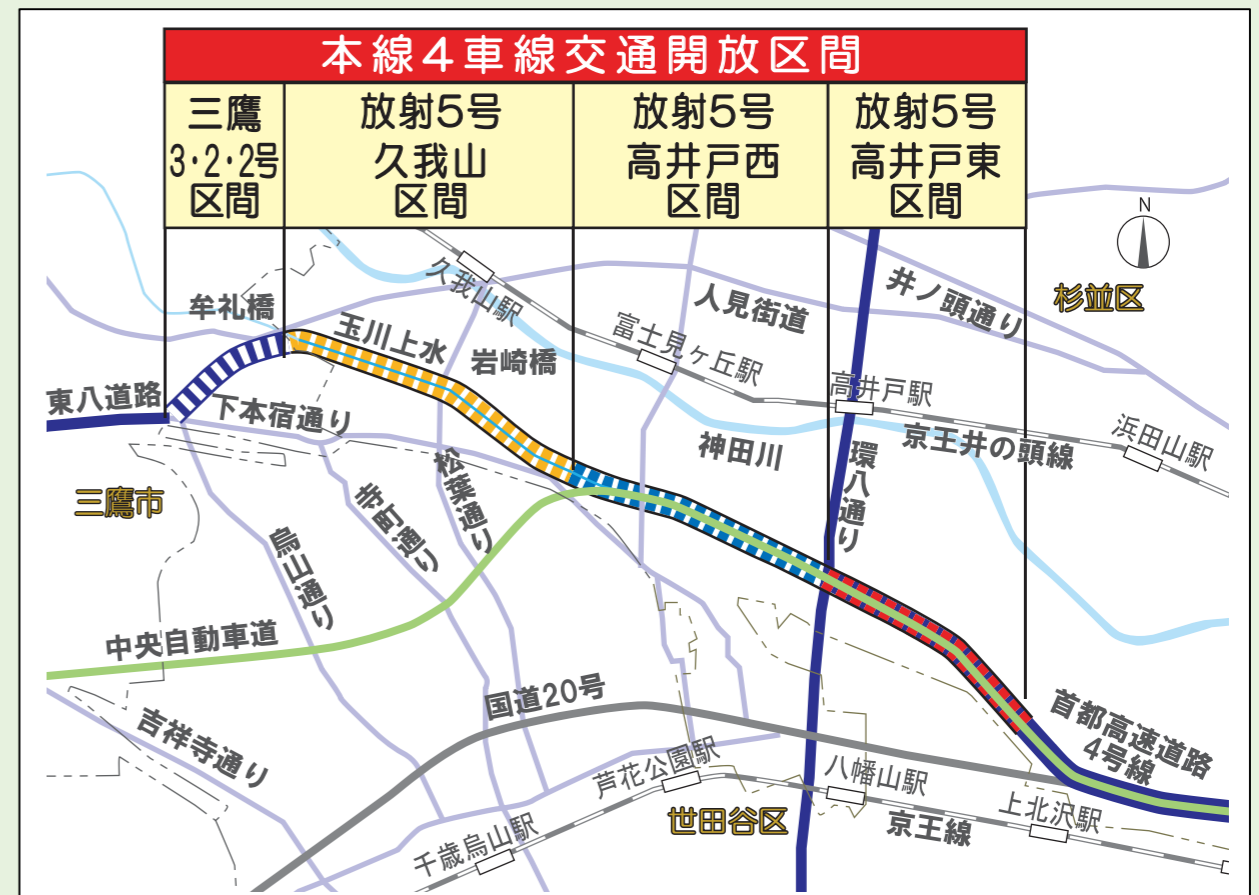 本線4車線交通開放区間
三鷹
3・2・2号
区間
放射5号
久我山
区間
放射5号
高井戸西
区間
放射5号
高井戸東
区間
N
杉並区
久我山駅
人見街道
井ノ頭通り
牟礼橋
玉川上水
岩崎橋
富士見ヶ丘駅
高井戸駅
東八道路
下本宿通り
神田川
京王井の頭線
浜田山駅
環八通り
三鷹市
松葉通り
寺町通り
烏山通り
中央自動車道
国道20号
首都高速道路
4号線
吉祥寺通り
芦花公園駅
八幡山駅
世田谷区
京王線
上北沢駅
千歳烏山駅